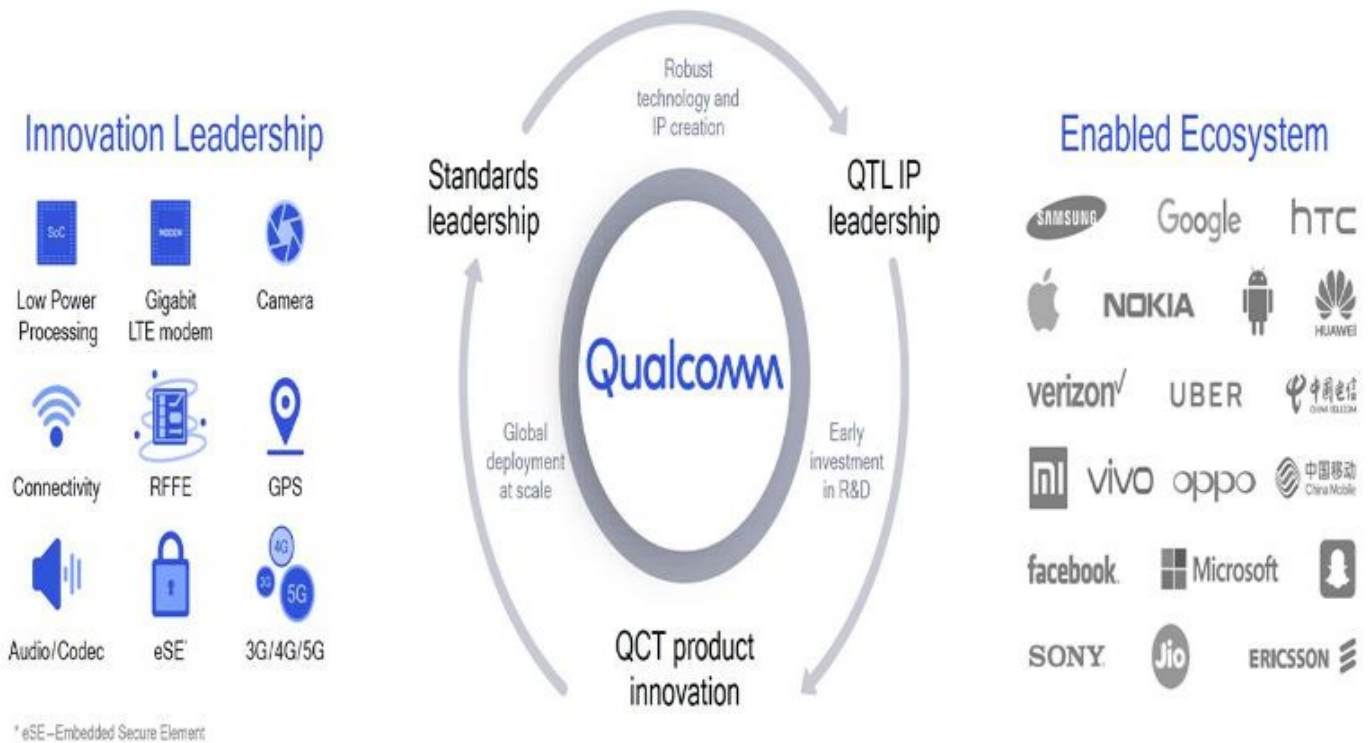 Innovation Leadership
SoC
MODEM
Low Power
Processing
Gigabit
LTE modem
Camera
Connectivity
RFFE
GPS
4G
3G
5G
Audio/Codec
eSE*
3G/4G/5G
* eSE–Embedded Secure Element
Robust
technology and
IP creation
Standards
leadership
QTL IP
leadership
Qualcomm
Global
deployment
at scale
Early
investment
in R&D
QCT product
innovation
Enabled Ecosystem
SAMSUNG
Google
hTC
NOKIA
HUAWEI
verizon✓
UBER
中国电信
CHINA TELECOM
mi
vivo
oppo
中国移动
China Mobile
facebook.
Microsoft
SONY
Jio
ERICSSON